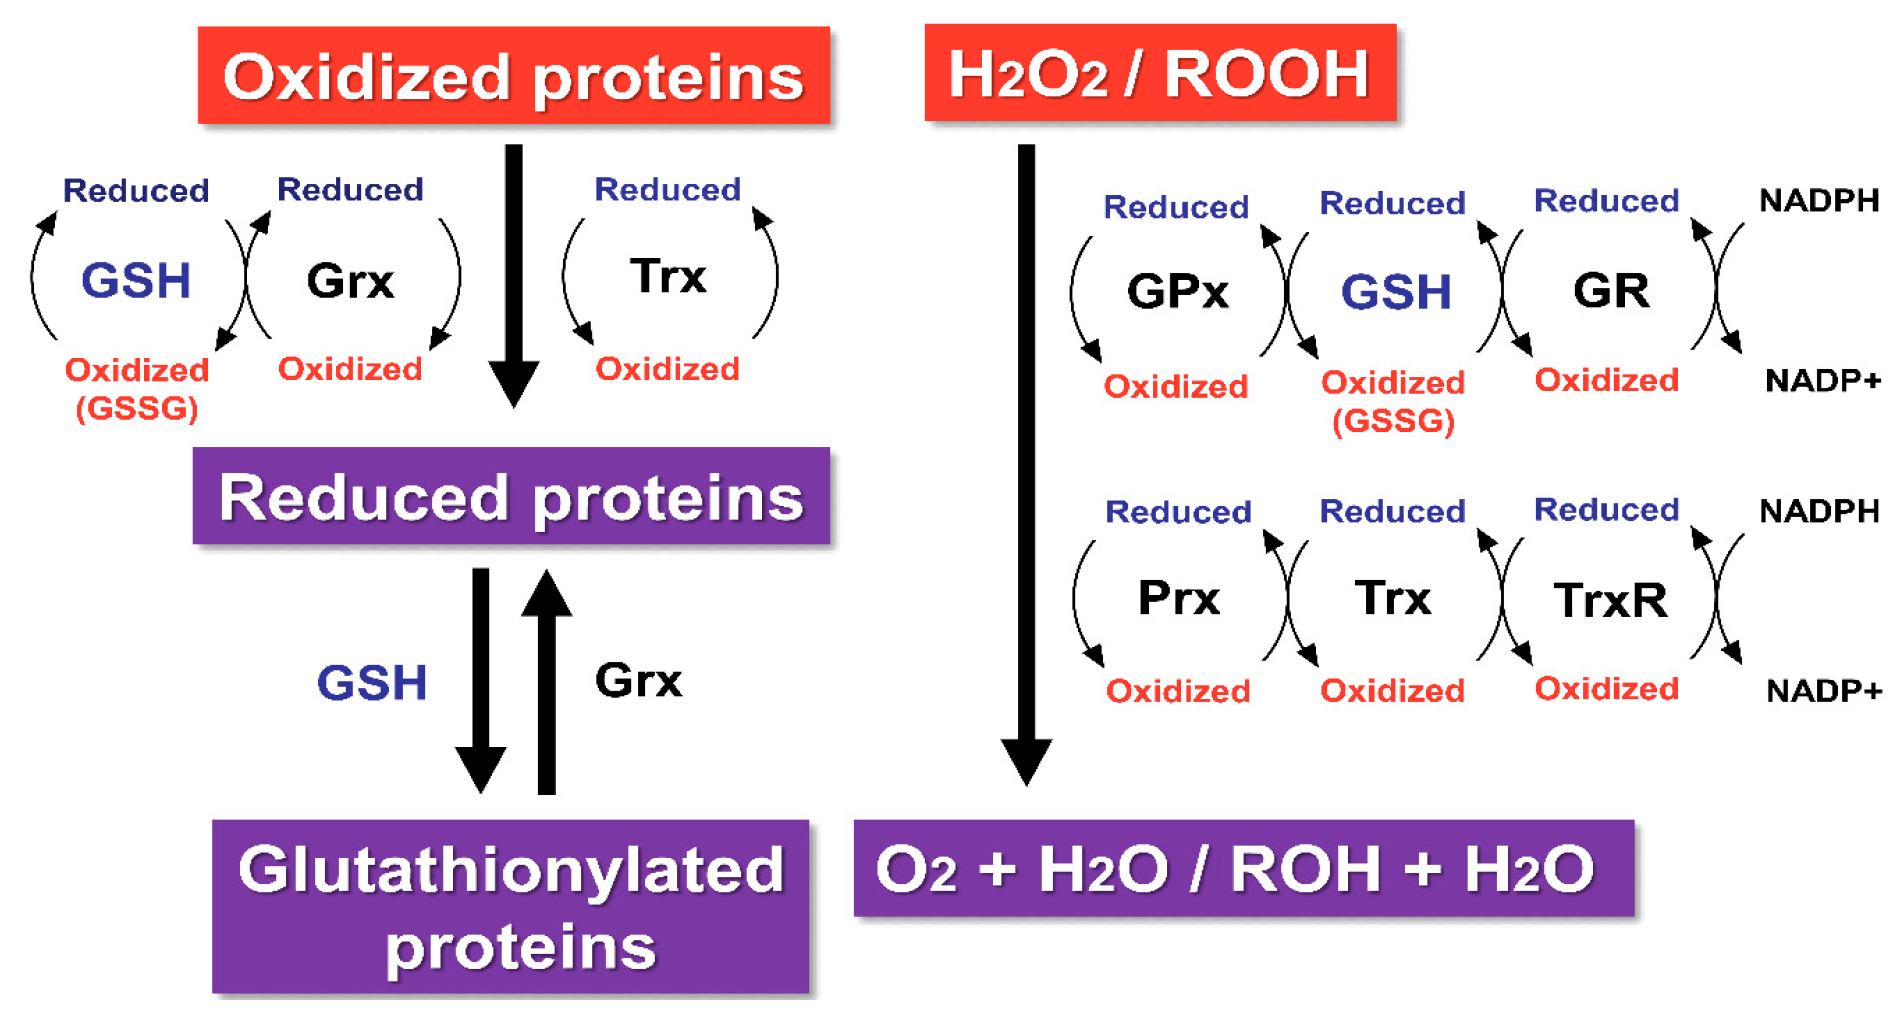 Oxidized proteins
Reduced
Reduced
Reduced
GSH
Grx
Trx
Oxidized
(GSSG)
Oxidized
Oxidized
Reduced proteins
GSH
Grx
Glutathionylated
proteins
H2O2 / ROOH
Reduced
Reduced
Reduced
NADPH
GPx
GSH
GR
Oxidized
Oxidized
(GSSG)
Oxidized
NADP+
Reduced
Reduced
Reduced
NADPH
Prx
Trx
TrxR
Oxidized
Oxidized
Oxidized
NADP+
O2 + H2O / ROH + H2O